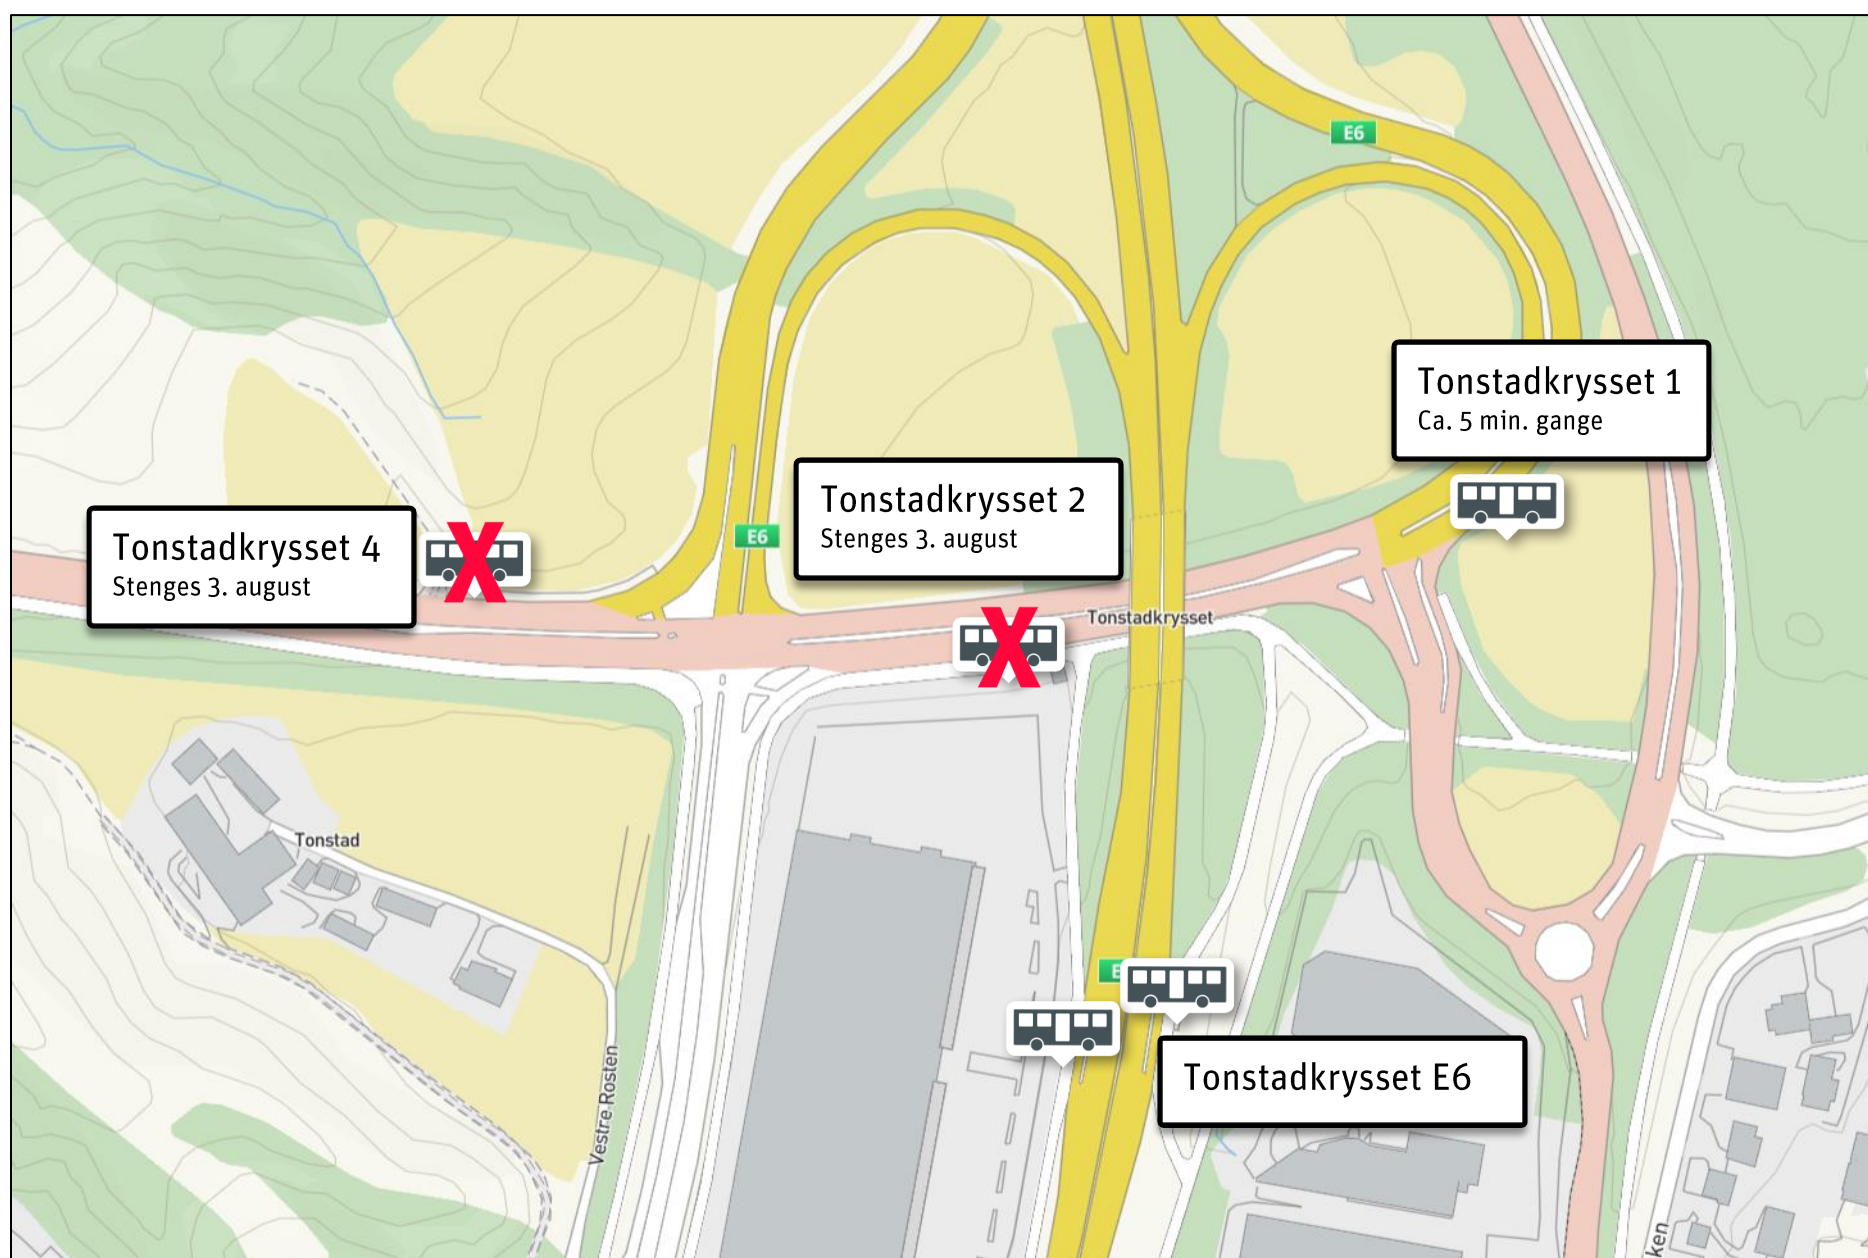 E6
Tonstadkrysset 1
Ca. 5 min. gange
Tonstadkrysset 2
Stenges 3. august
Tonstadkrysset 4
Stenges 3. august
E6
Tonstadkrysset
Tonstad
Tonstadkrysset E6
Vestre Rosten